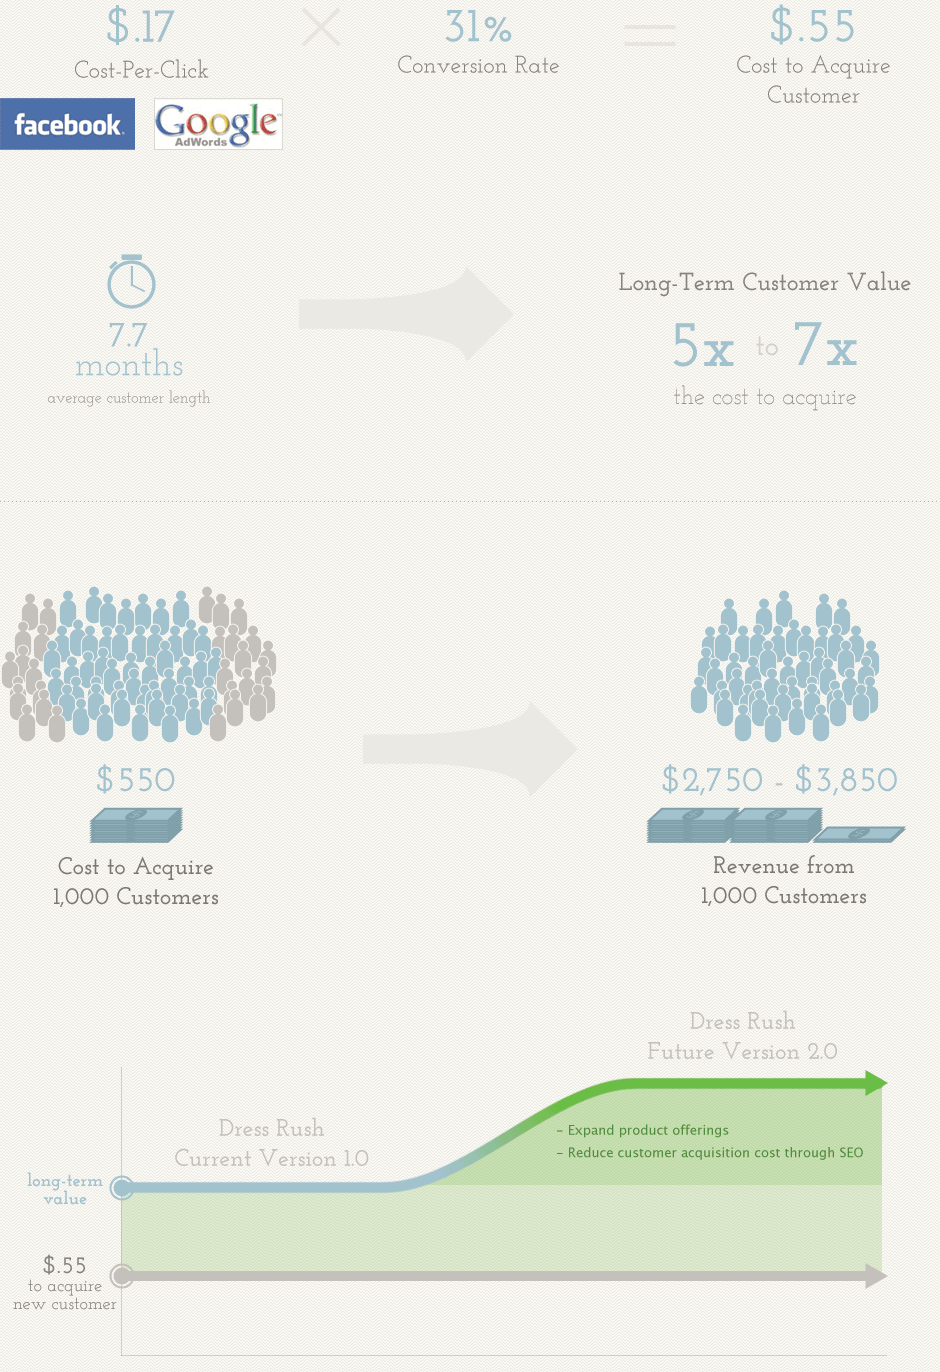 $.17
Cost-Per-Click
facebook.
Google
AdWords
31%
Conversion Rate
$.55
Cost to Acquire
Customer
7.7
months
average customer length
Long-Term Customer Value
5x to 7x
the cost to acquire
$550
Cost to Acquire
1,000 Customers
$2,750 - $3,850
Revenue from
1,000 Customers
Dress Rush
Future Version 2.0
– Expand product offerings
– Reduce customer acquisition cost through SEO
Dress Rush
Current Version 1.0
long-term
value
$.55
to acquire
new customer